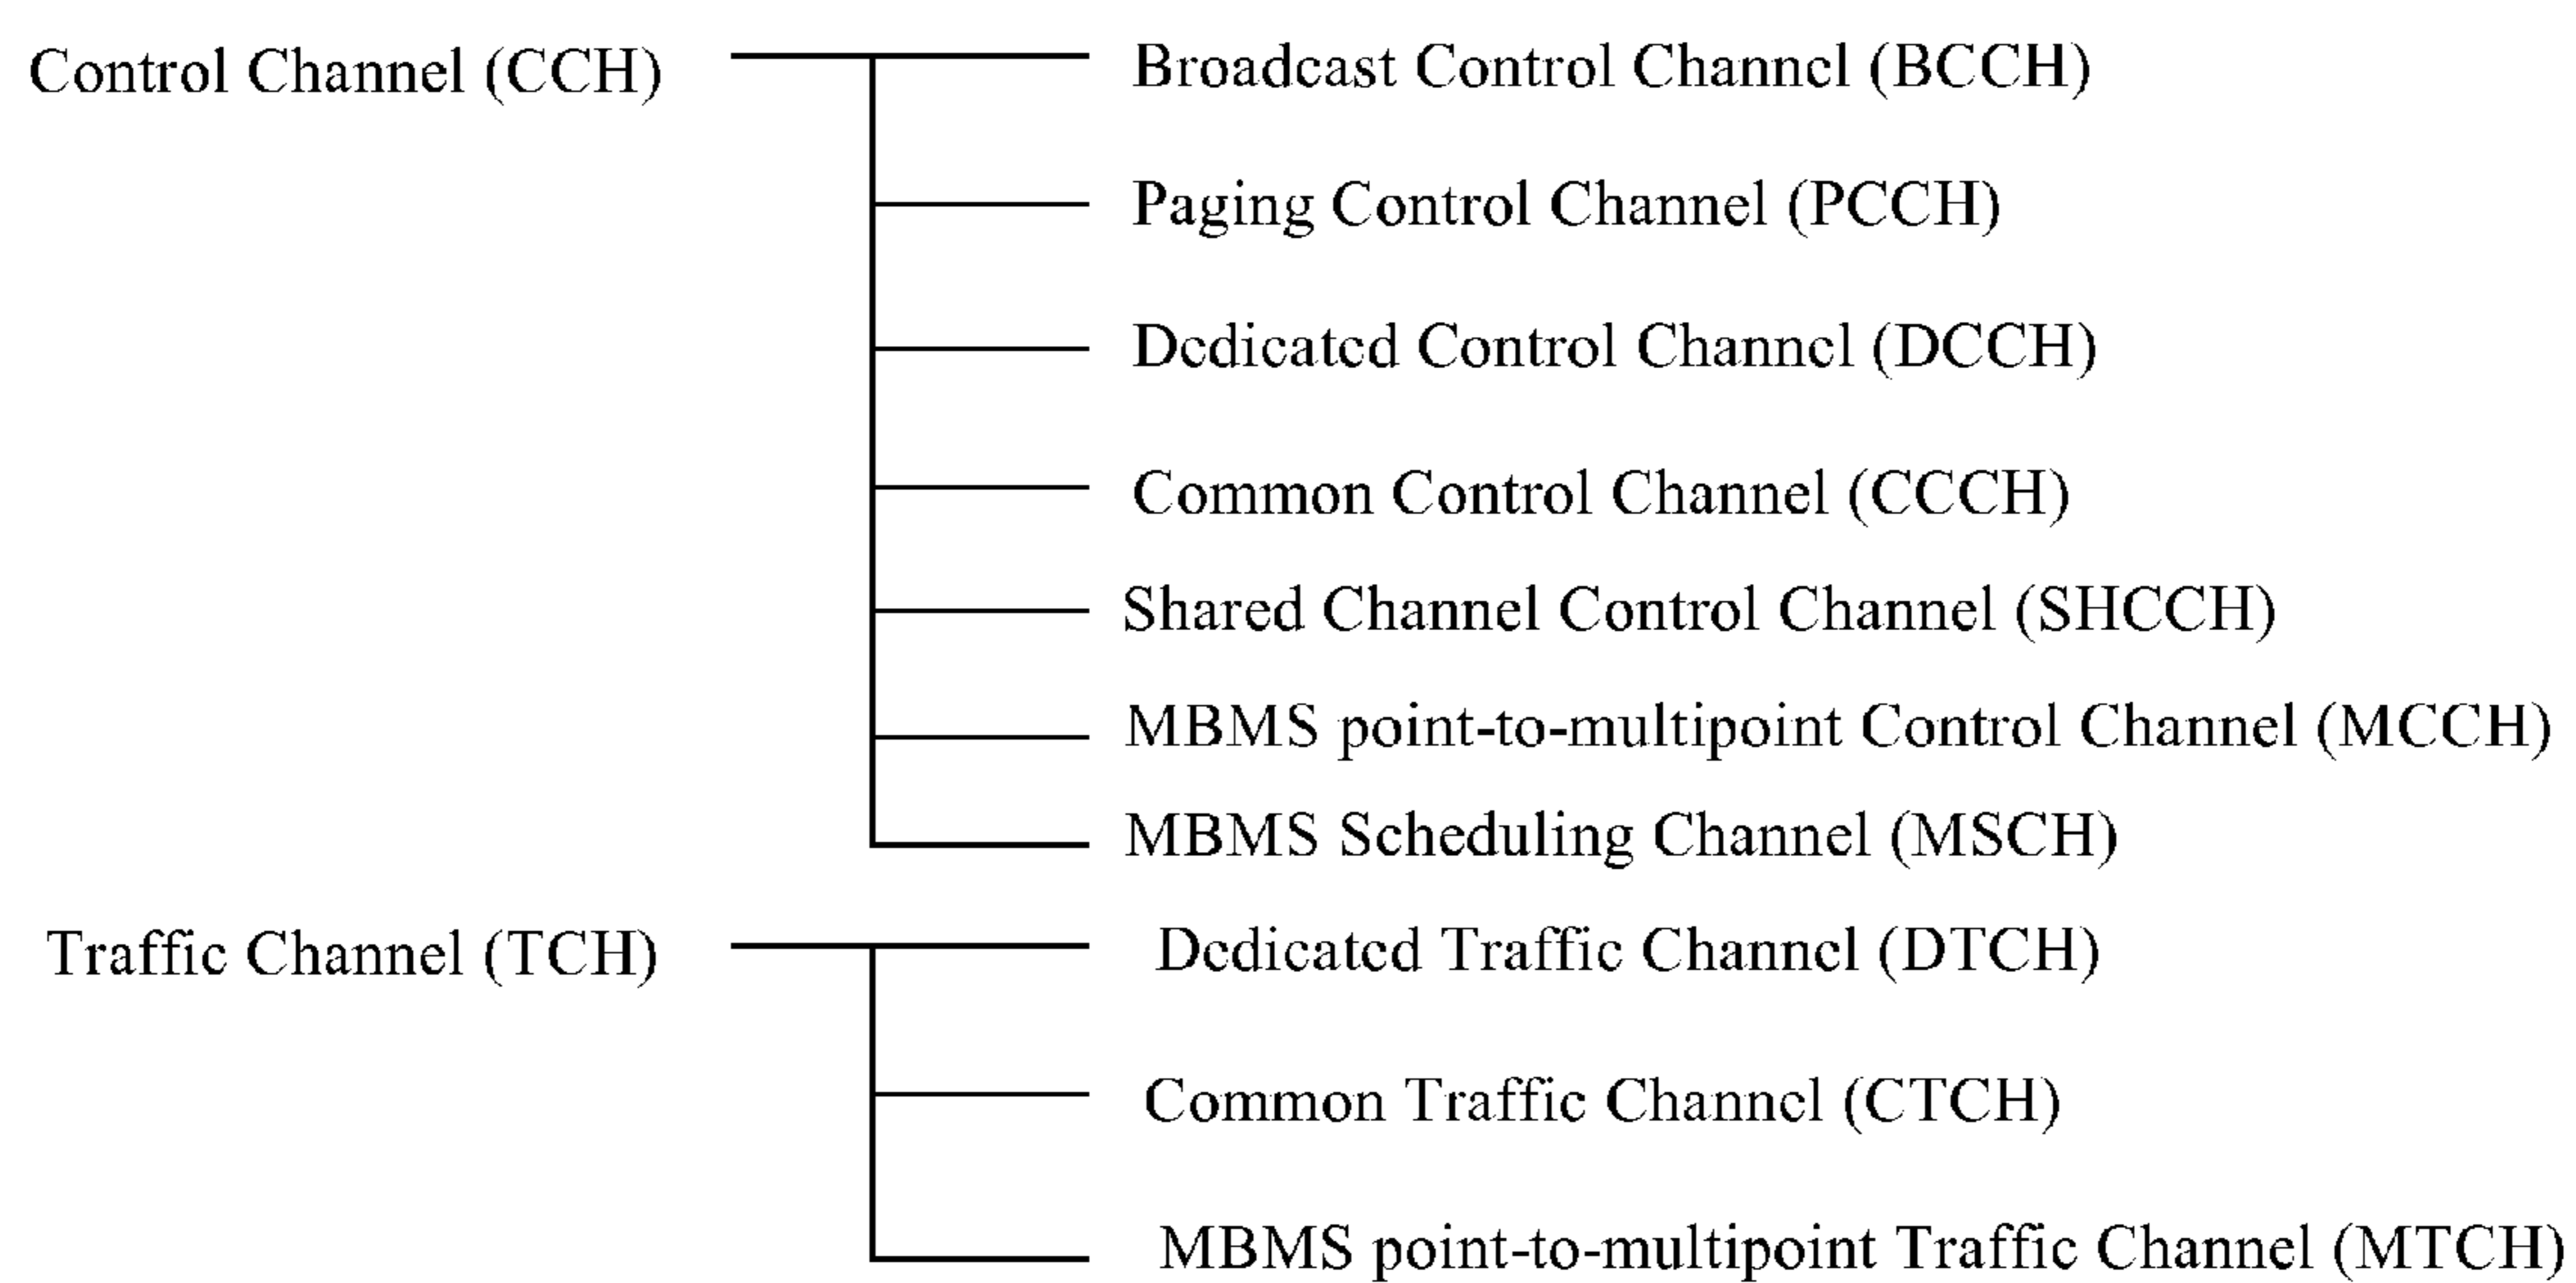 Control Channel (CCH)
Broadcast Control Channel (BCCH)
Paging Control Channel (PCCH)
Dedicated Control Channel (DCCH)
Common Control Channel (CCCH)
Shared Channel Control Channel (SHCCH)
MBMS point-to-multipoint Control Channel (MCCH)
MBMS Scheduling Channel (MSCH)
Traffic Channel (TCH)
Dedicated Traffic Channel (DTCH)
Common Traffic Channel (CTCH)
MBMS point-to-multipoint Traffic Channel (MTCH)